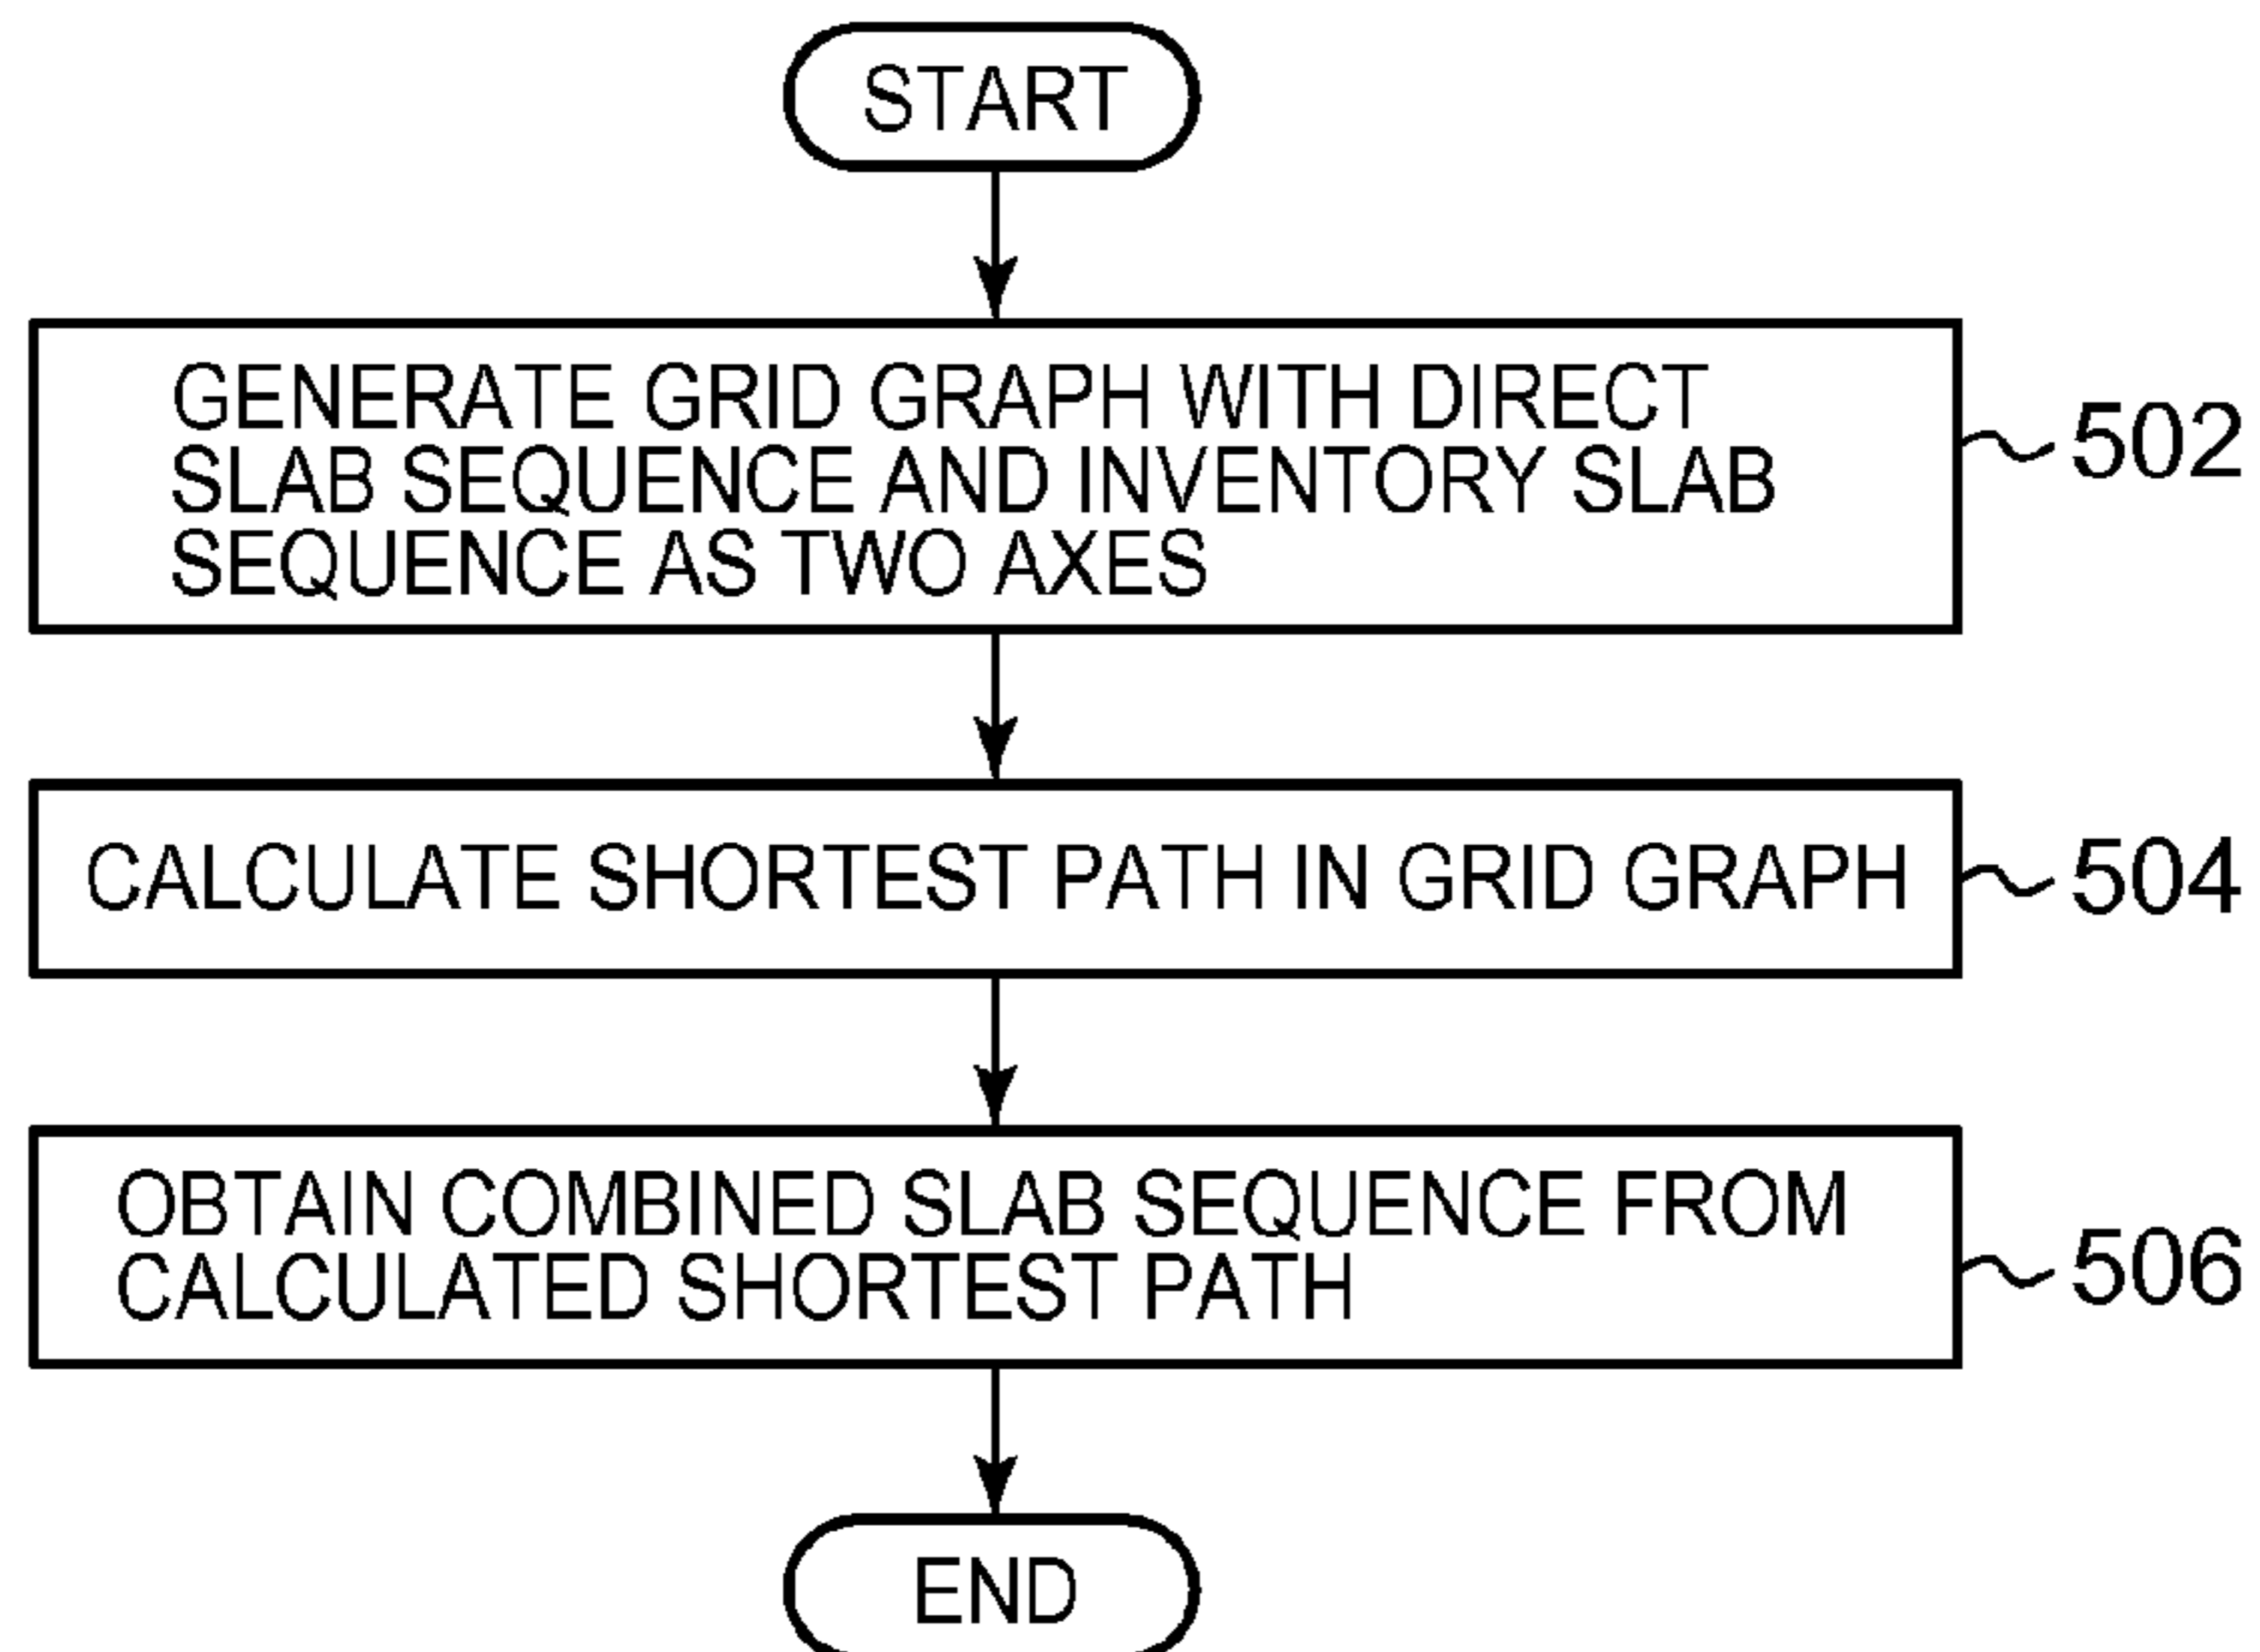 START
GENERATE GRID GRAPH WITH DIRECT
SLAB SEQUENCE AND INVENTORY SLAB
SEQUENCE AS TWO AXES
502
CALCULATE SHORTEST PATH IN GRID GRAPH
504
OBTAIN COMBINED SLAB SEQUENCE FROM
CALCULATED SHORTEST PATH
506
END